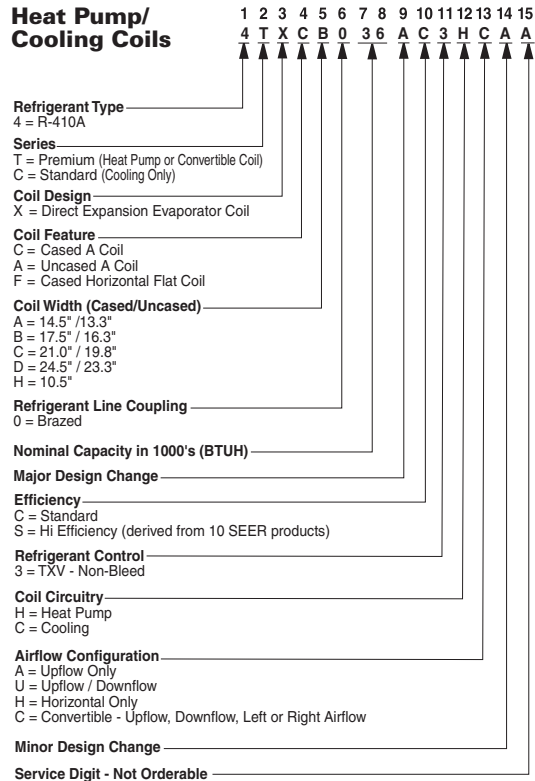 Heat Pump/
Cooling Coils
1 2 3 4 5 6 7 8 9 10 11 12 13 14 15
4 T X C B 0 3 6 A C 3 H C A A
Refrigerant Type
4 = R-410A
Series
T = Premium (Heat Pump or Convertible Coil)
C = Standard (Cooling Only)
Coil Design
X = Direct Expansion Evaporator Coil
Coil Feature
C = Cased A Coil
A = Uncased A Coil
F = Cased Horizontal Flat Coil
Coil Width (Cased/Uncased)
A = 14.5" /13.3"
B = 17.5" / 16.3"
C = 21.0" / 19.8"
D = 24.5" / 23.3"
H = 10.5"
Refrigerant Line Coupling
0 = Brazed
Nominal Capacity in 1000's (BTUH)
Major Design Change
Efficiency
C = Standard
S = Hi Efficiency (derived from 10 SEER products)
Refrigerant Control
3 = TXV - Non-Bleed
Coil Circuitry
H = Heat Pump
C = Cooling
Airflow Configuration
A = Upflow Only
U = Upflow / Downflow
H = Horizontal Only
C = Convertible - Upflow, Downflow, Left or Right Airflow
Minor Design Change
Service Digit - Not Orderable